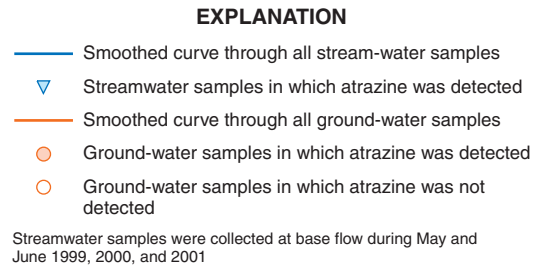 EXPLANATION
Smoothed curve through all stream-water samples
Streamwater samples in which atrazine was detected
Smoothed curve through all ground-water samples
Ground-water samples in which atrazine was detected
Ground-water samples in which atrazine was not
detected
Streamwater samples were collected at base flow during May and
June 1999, 2000, and 2001